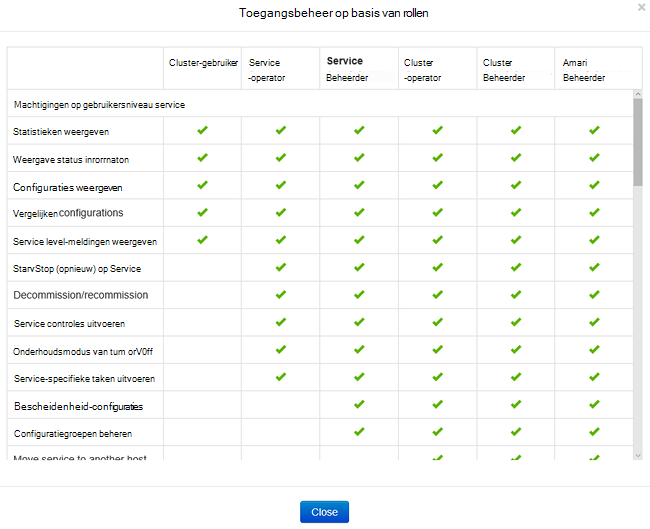 Toegangsbeheer op basis van rollen
×
Cluster-gebruiker Service -operator Service Beheerder Cluster -operator Cluster Beheerder Amari Beheerder
Machtigingen op gebruikersniveau service
Statistieken weergeven
Weergave status inrorrnaton
Configuraties weergeven
Vergelijken configurations
Service level-meldingen weergeven
StarvStop (opnieuw) op Service
Decommission/recommission
Service controles uitvoeren
Onderhoudsmodus van tum orV0ff
Service-specifieke taken uitvoeren
Bescheidenheid-configuraties
Configuratiegroepen beheren
Move service to another host
Close